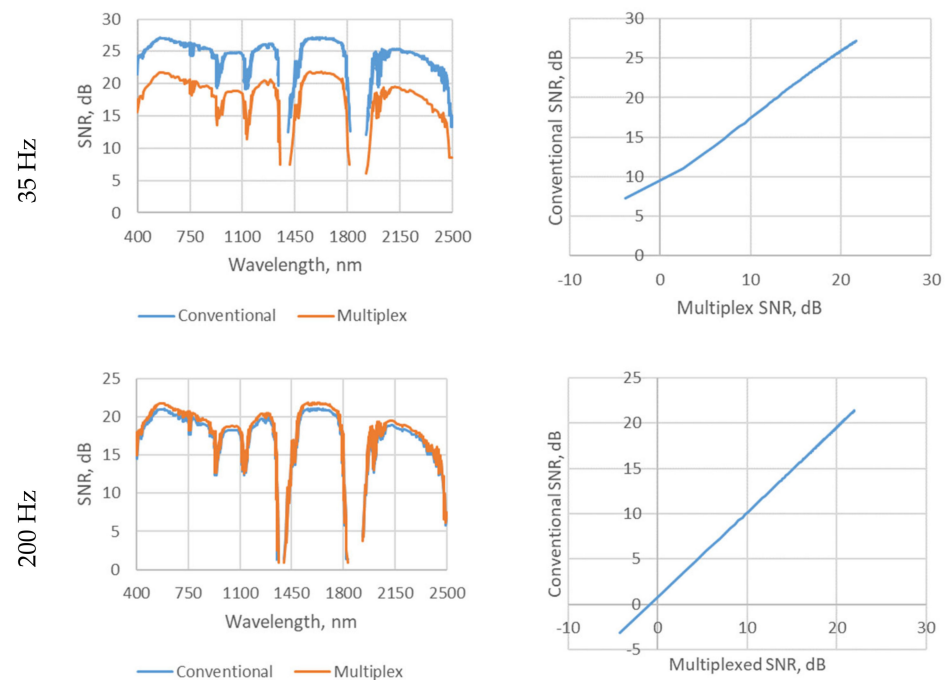 35 Hz
SNR, dB
30
25
20
15
10
5
0
400 750 1100 1450 1800 2150 2500
Wavelength, nm
Conventional Multiplex
Conventional SNR, dB
30
25
20
15
10
5
0
-10 0 10 20 30
Multiplex SNR, dB
200 Hz
SNR, dB
25
20
15
10
5
0
400 750 1100 1450 1800 2150 2500
Wavelength, nm
Conventional Multiplex
Conventional SNR, dB
25
20
15
10
5
0
-5
-10 0 10 20 30
Multiplexed SNR, dB